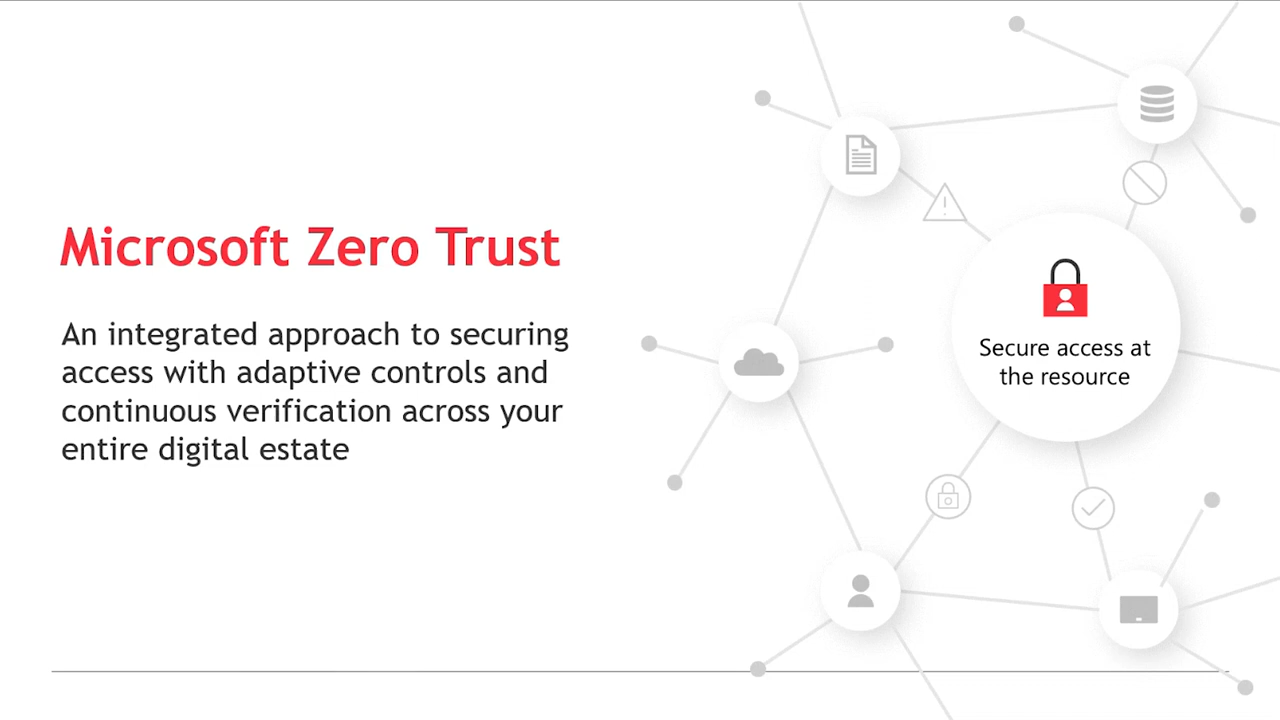 Microsoft Zero Trust
An integrated approach to securing
access with adaptive controls and
continuous verification across your
entire digital estate
Secure access at
the resource